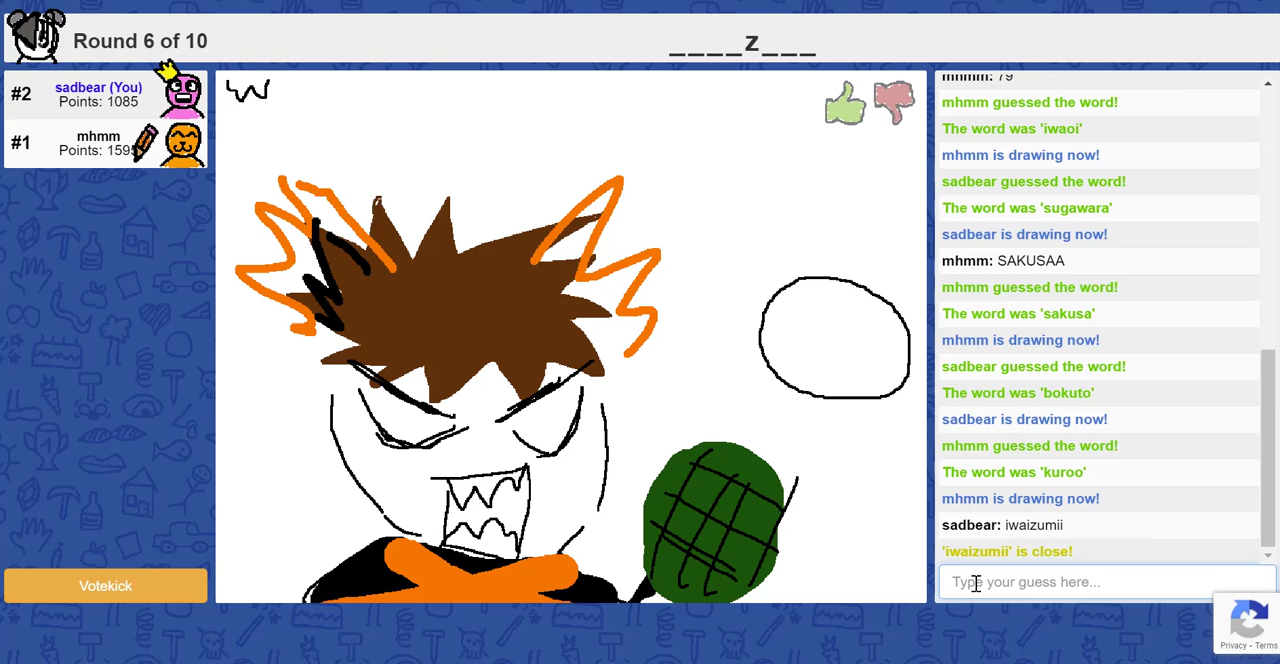 Round 6 of 10
____z___
#2
sadbear (You)
Points: 1085
#1
mhmm
Points: 1595
W
mhmm: 79
mhmm guessed the word!
The word was 'iwaoi'
mhmm is drawing now!
sadbear guessed the word!
The word was 'sugawara'
sadbear is drawing now!
mhmm: SAKUSAA
mhmm guessed the word!
The word was 'sakusa'
mhmm is drawing now!
sadbear guessed the word!
The word was 'bokuto'
sadbear is drawing now!
mhmm guessed the word!
The word was 'kuroo'
mhmm is drawing now!
sadbear: iwaizumii
'iwaizumii' is close!
Type your guess here...
Votekick
Privacy - Terms